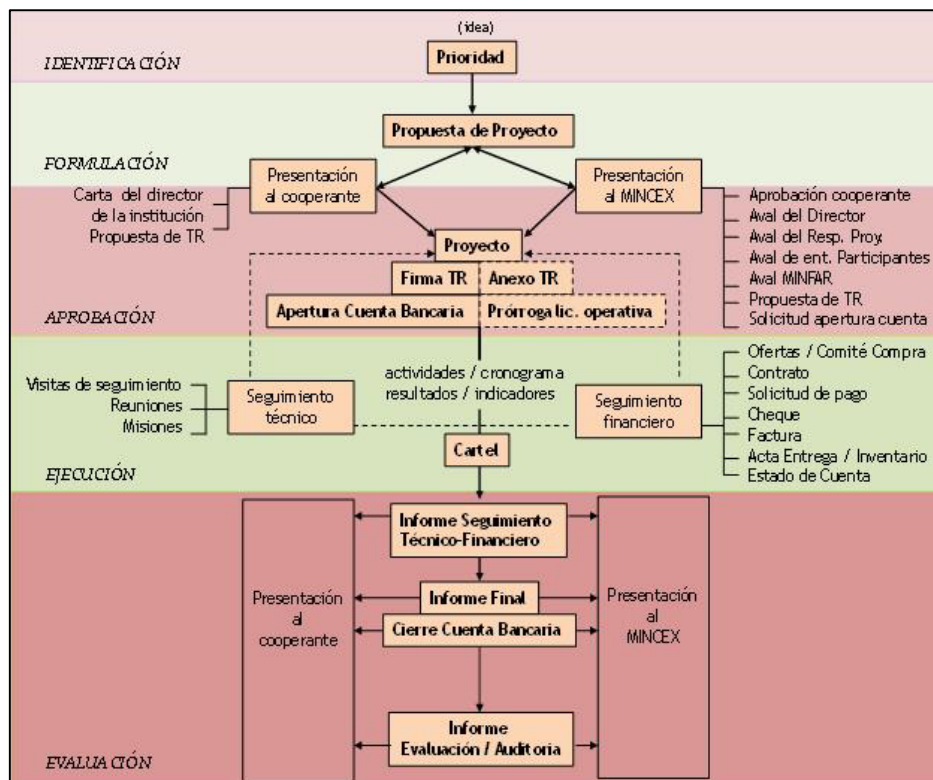 (idea)
IDENTIFICACIÓN
Prioridad
Propuesta de Proyecto
FORMULACIÓN
Presentación
al cooperante
Presentación
al MINCEX
Carta del director
de la institución
Propuesta de TR
Aprobación cooperante
Aval del Director
Aval del Resp. Proy.
Aval de ent. Participantes
Aval MINFAR
Propuesta de TR
Solicitud apertura cuenta
Proyecto
Firma TR
Anexo TR
Apertura Cuenta Bancaria
Prórroga lic. operativa
APROBACIÓN
actividades / cronograma
resultados / indicadores
Visitas de seguimiento
Reuniones
Misiones
Seguimiento
técnico
Seguimiento
financiero
Ofertas / Comité Compra
Contrato
Solicitud de pago
Cheque
Factura
Acta Entrega / Inventario
Estado de Cuenta
Cartel
EJECUCIÓN
Informe Seguimiento
Técnico-Financiero
Informe Final
Cierre Cuenta Bancaria
Presentación
al
cooperante
Presentación
al
MINCEX
Informe
Evaluación / Auditoria
EVALUACIÓN